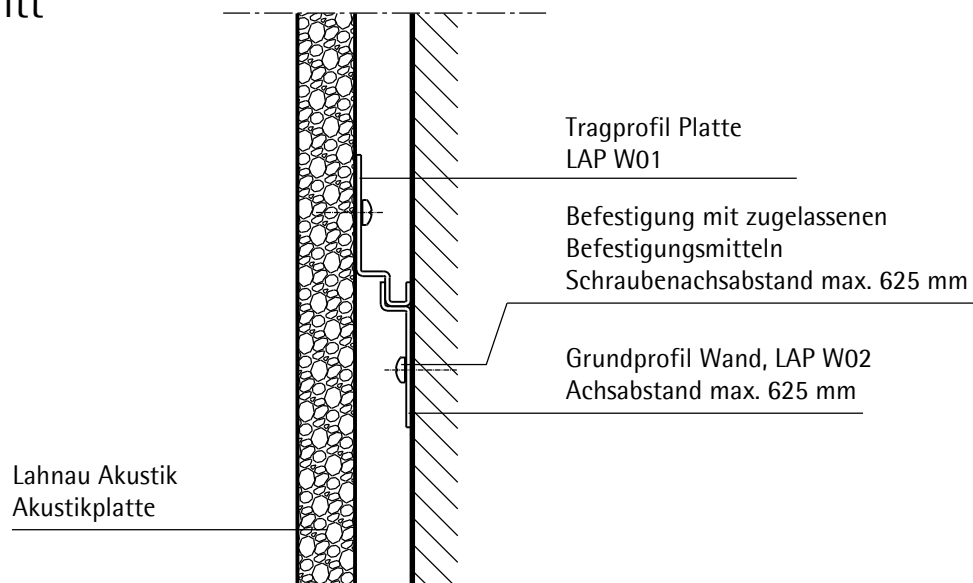 Tragprofil Platte
LAP W01
Befestigung mit zugelassenen
Befestigungsmitteln
Schraubenachsabstand max. 625 mm
Grundprofil Wand, LAP W02
Achsabstand max. 625 mm
Lahnau Akustik
Akustikplatte